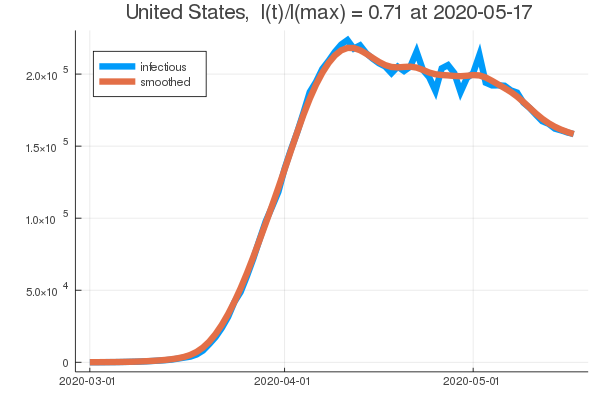 United States, I(t)/I(max) = 0.71 at 2020-05-17
infectious
smoothed
2.0×10⁵
1.5×10⁵
1.0×10⁵
5.0×10⁴
0
2020-03-01 2020-04-01 2020-05-01